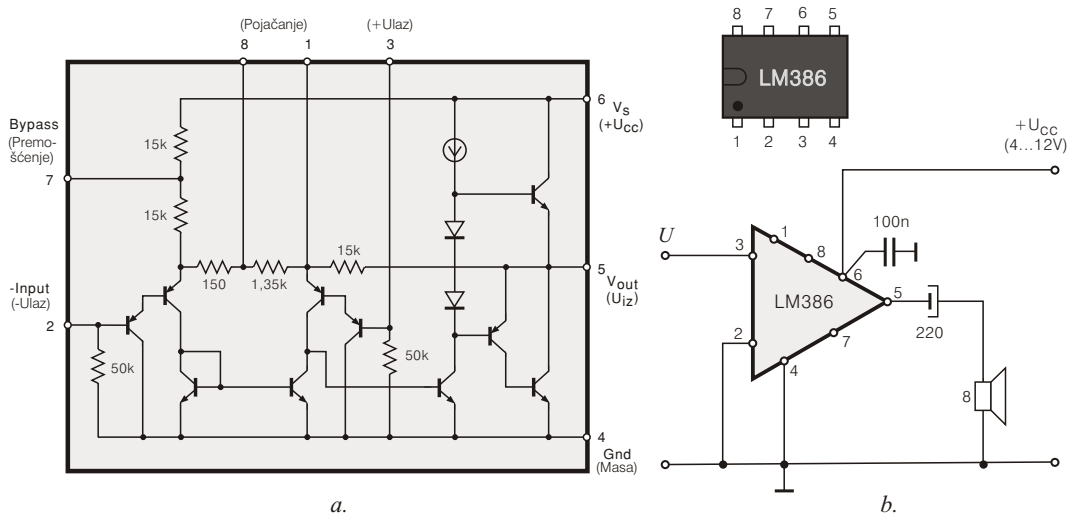 (Pojačanje)
(+Ulaz)
8
1
3
Bypass
(Premo-
šćenje)
7
15k
15k
6
Vs
(+Ucc)
150
1,35k
15k
5
Vout
(Uiz)
-Input
(-Ulaz)
2
50k
50k
4
Gnd
(Masa)
a.
8
7
6
5
LM386
1
2
3
4
+UCC
(4...12V)
100n
U
3
1
8
6
LM386
5
220
2
7
4
8
b.